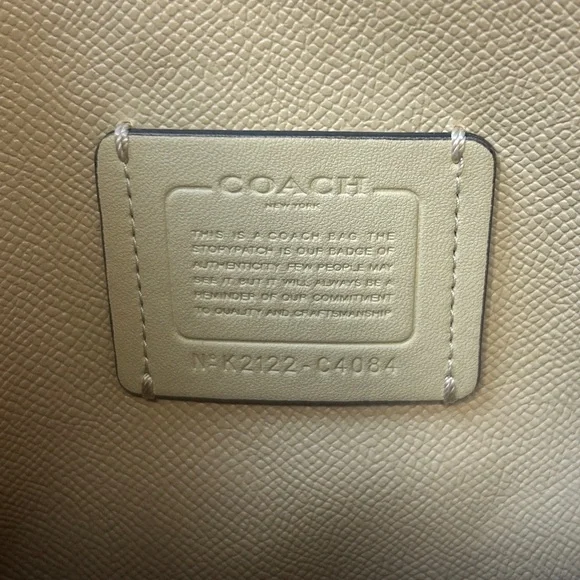 COACH
NEW YORK
THIS IS A COACH BAG. THE
STORYPATCH IS OUR BADGE OF
AUTHENTICITY. FEW PEOPLE MAY
SEE IT BUT IT WILL ALWAYS BE A
REMINDER OF OUR COMMITMENT
TO QUALITY AND CRAFTSMANSHIP
Nº K2122-C4084